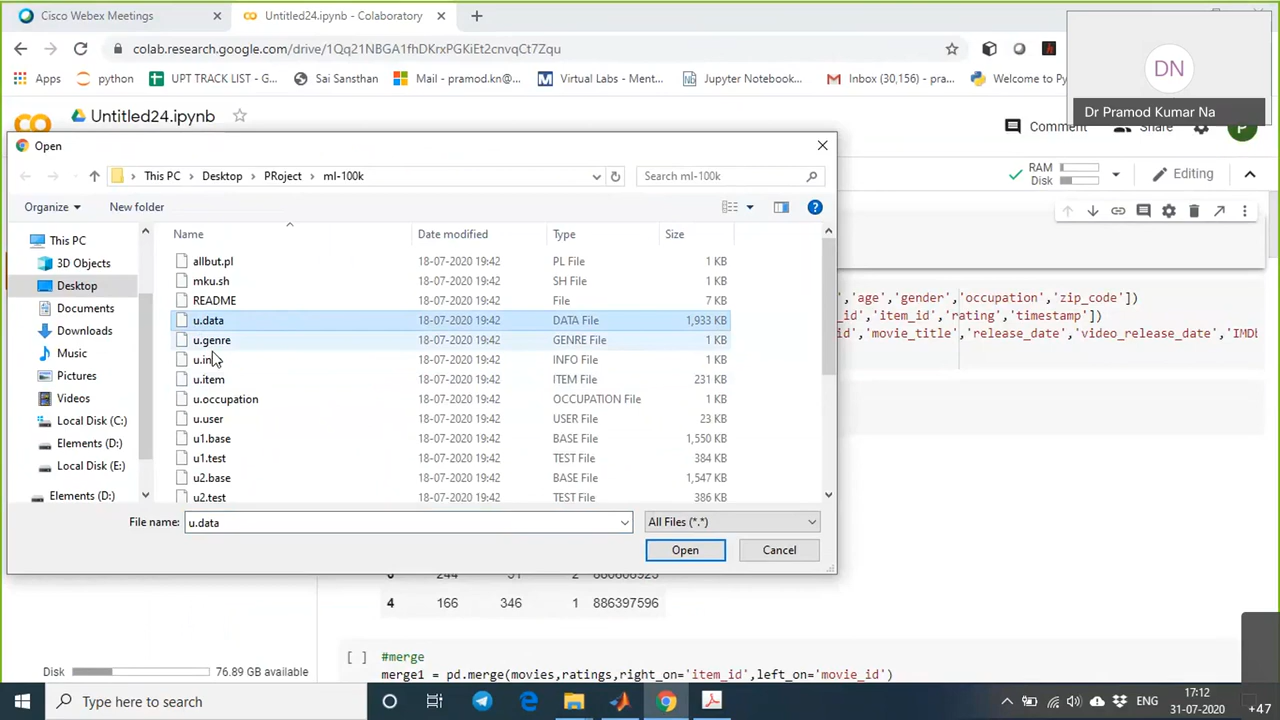 Cisco Webex Meetings
Untitled24.ipynb - Colaboratory
colab.research.google.com/drive/1Qq21NBGA1fhDKrxPGKiEt2cnvqCt7Zqu
Apps
python
UPT TRACK LIST - G...
Sai Sansthan
Mail - pramod.kn@...
Virtual Labs - Ment...
Jupyter Notebook...
Inbox (30,156) - pra...
Welcome to Py
DN
Dr Pramod Kumar Na
Untitled24.ipynb
Comment
Share
P
RAM
Disk
Editing
Open
This PC > Desktop > PRoject > ml-100k
Search ml-100k
Organize
New folder
Name
Date modified
Type
Size
This PC
3D Objects
Desktop
Documents
Downloads
Music
Pictures
Videos
Local Disk (C:)
Elements (D:)
Local Disk (E:)
Elements (D:)
allbut.pl 18-07-2020 19:42 PL File 1 KB
mku.sh 18-07-2020 19:42 SH File 1 KB
README 18-07-2020 19:42 File 7 KB
u.data 18-07-2020 19:42 DATA File 1,933 KB
u.genre 18-07-2020 19:42 GENRE File 1 KB
18-07-2020 19:42 INFO File 1 KB
u.item 18-07-2020 19:42 ITEM File 231 KB
u.occupation 18-07-2020 19:42 OCCUPATION File 1 KB
u.user 18-07-2020 19:42 USER File 23 KB
u1.base 18-07-2020 19:42 BASE File 1,550 KB
u1.test 18-07-2020 19:42 TEST File 384 KB
u2.base 18-07-2020 19:42 BASE File 1,547 KB
u2.test 18-07-2020 19:42 TEST File 386 KB
File name:
u.data
All Files (*.*)
Open
Cancel
,'age','gender','occupation','zip_code'])
_id','item_id','rating','timestamp'])
id','movie_title','release_date','video_release_date','IMDb
4 166 346 1 886397596
[ ] #merge
merge1 = pd.merge(movies,ratings,right_on='item_id',left_on='movie_id')
Disk
76.89 GB available
Type here to search
ENG
17:12
31-07-2020
+47